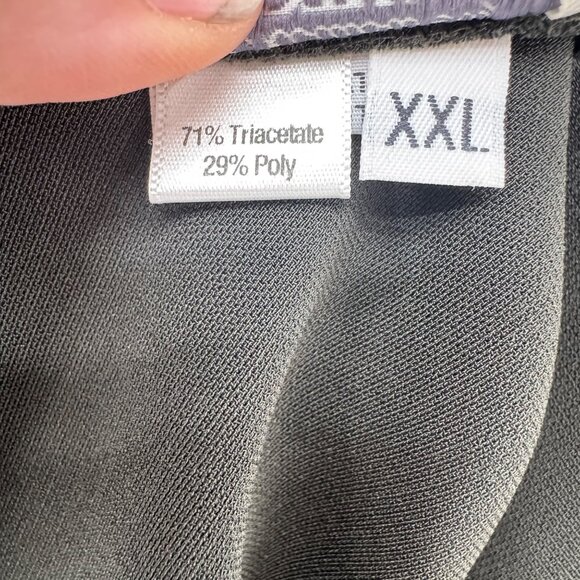 71% Triacetate
29% Poly
XXL